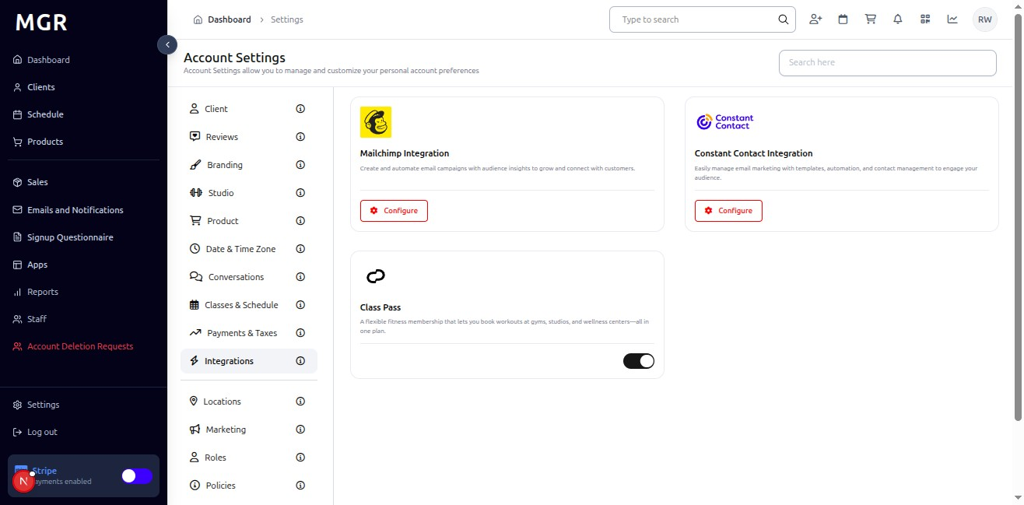 MGR
Dashboard
Clients
Schedule
Products
Sales
Emails and Notifications
Signup Questionnaire
Apps
Reports
Staff
Account Deletion Requests
Settings
Log out
Stripe
ayments enabled
N
Dashboard > Settings
Type to search
RW
Account Settings
Account Settings allow you to manage and customize your personal account preferences
Search here
Client
Reviews
Branding
Studio
Product
Date & Time Zone
Conversations
Classes & Schedule
Payments & Taxes
Integrations
Locations
Marketing
Roles
Policies
Mailchimp Integration
Create and automate email campaigns with audience insights to grow and connect with customers.
Configure
Constant
Contact
Constant Contact Integration
Easily manage email marketing with templates, automation, and contact management to engage your
audience.
Configure
Class Pass
A flexible fitness membership that lets you book workouts at gyms, studios, and wellness centers—all in
one plan.